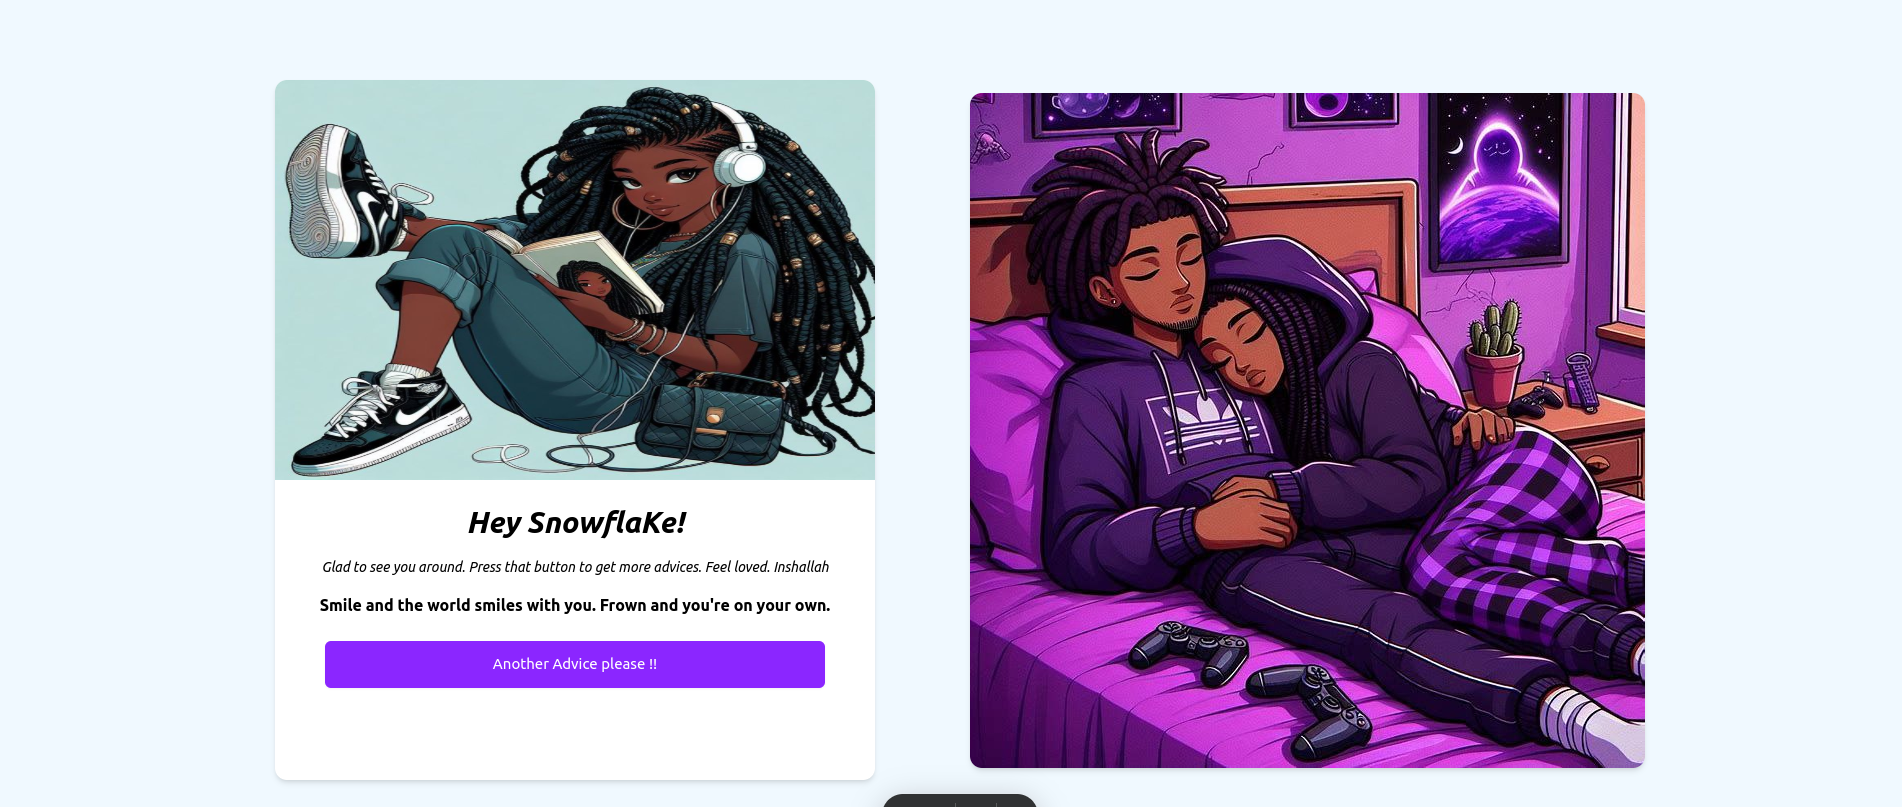 Hey SnowflaKe!
Glad to see you around. Press that button to get more advices. Feel loved. Inshallah
Smile and the world smiles with you. Frown and you're on your own.
Another Advice please !!